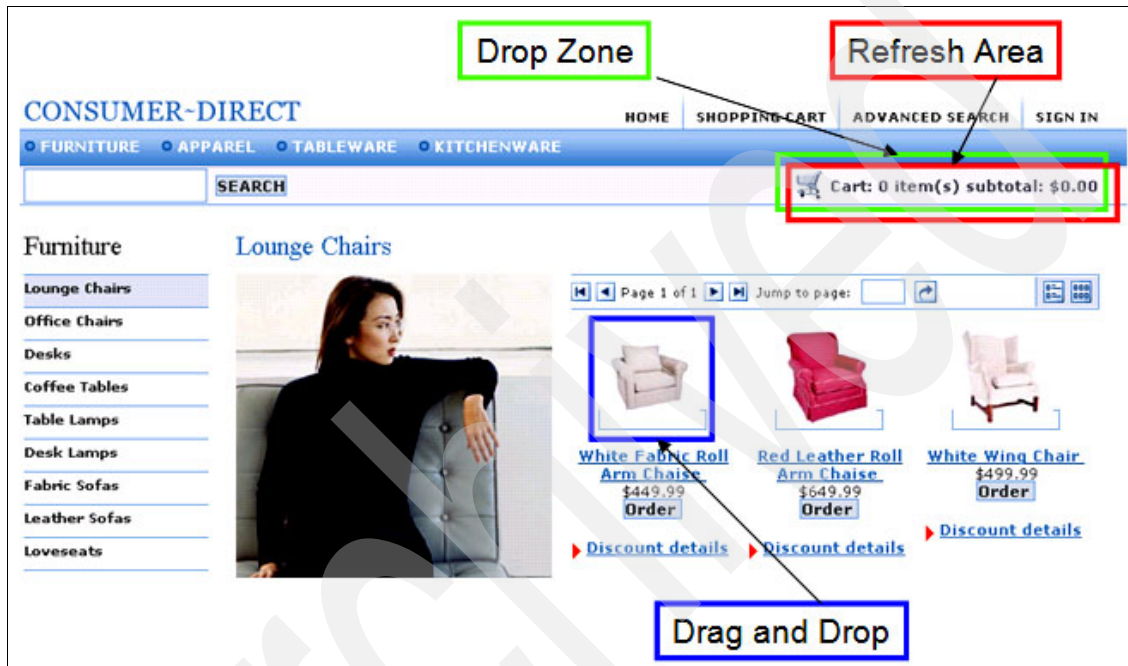 Drop Zone
Refresh Area
CONSUMER~DIRECT
HOME
SHOPPING CART
ADVANCED SEARCH
SIGN IN
FURNITURE
APPAREL
TABLEWARE
KITCHENWARE
SEARCH
Cart: 0 item(s) subtotal: $0.00
Furniture
Lounge Chairs
Office Chairs
Desks
Coffee Tables
Table Lamps
Desk Lamps
Fabric Sofas
Leather Sofas
Loveseats
Lounge Chairs
Page 1 of 1
Jump to page:
White Fabric Roll
Arm Chaise
$449.99
Order
Discount details
Red Leather Roll
Arm Chaise
$649.99
Order
Discount details
White Wing Chair
$499.99
Order
Discount details
Drag and Drop